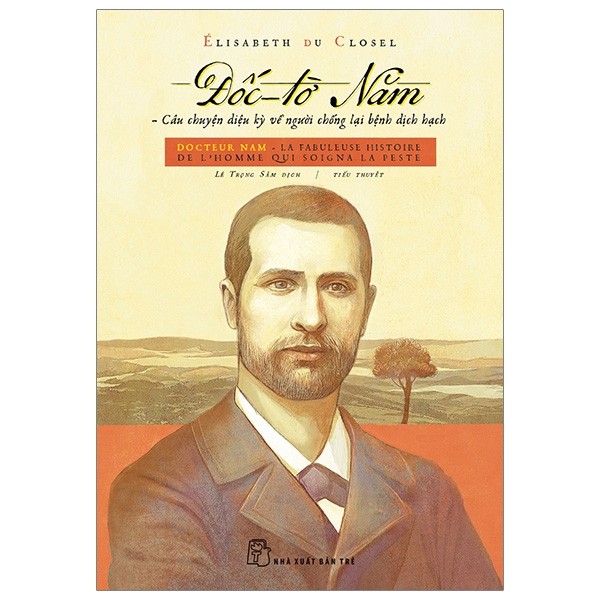 ÉLISABETH DU CLOSEL
Đốc-tờ Năm
- Câu chuyện diệu kỳ về người chống lại bệnh dịch hạch
DOCTEUR NAM - LA FABULEUSE HISTOIRE
DE L'HOMME QUI SOIGNA LA PESTE
LÊ TRỌNG SÂM DỊCH / TIỂU THUYẾT
NHÀ XUẤT BẢN TRẺ